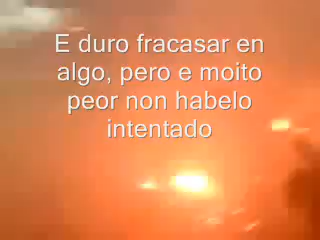 E duro fracasar en
algo, pero e moito
peor non habelo
intentado